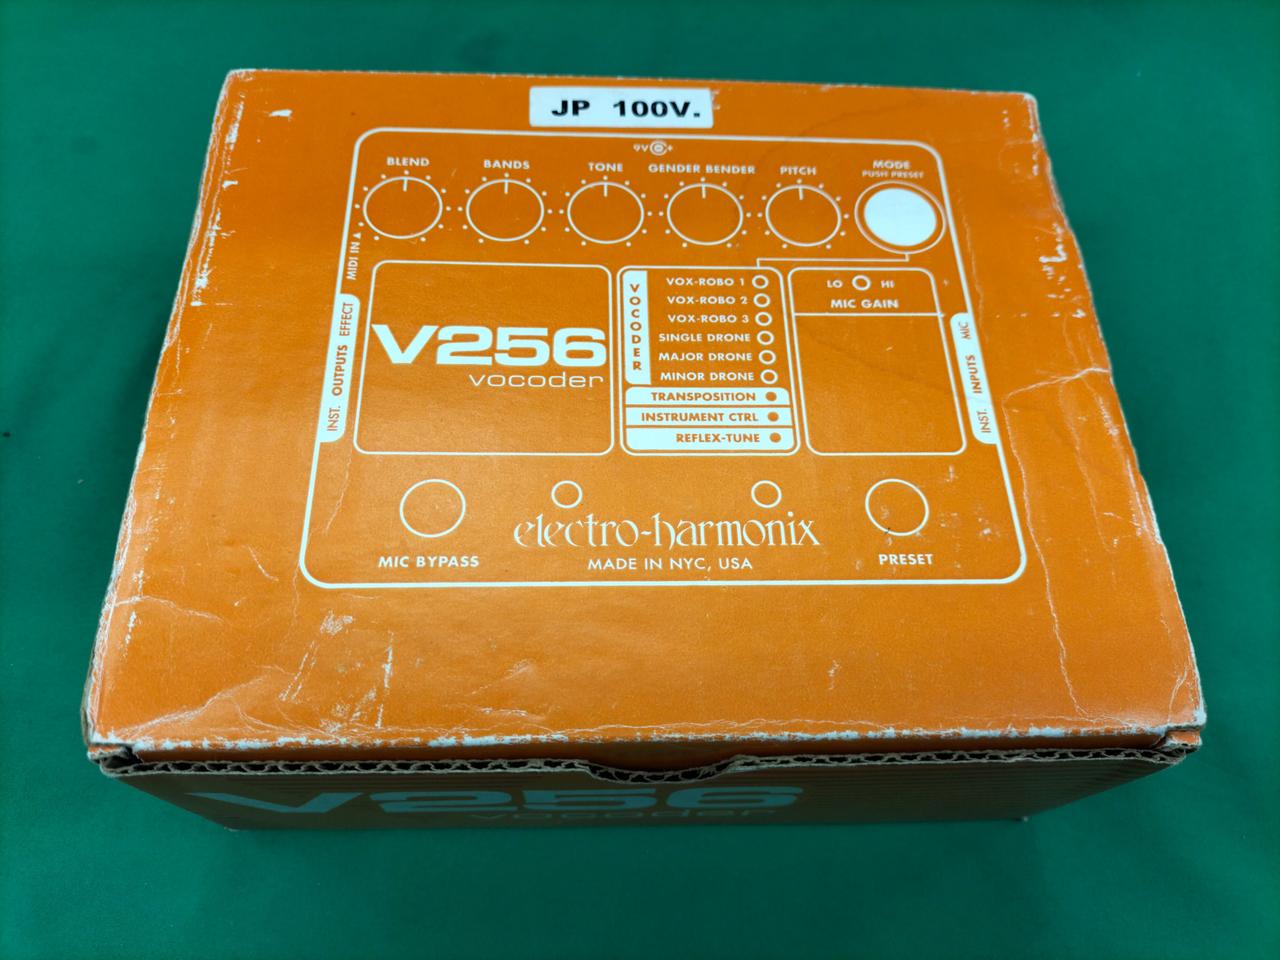 JP 100V.
9V
BLEND
BANDS
TONE
GENDER BENDER
PITCH
MODE
PUSH PRESET
MIDI IN
INST. OUTPUTS EFFECT
V256
vocoder
VOCODER
VOX-ROBO 1
VOX-ROBO 2
VOX-ROBO 3
SINGLE DRONE
MAJOR DRONE
MINOR DRONE
TRANSPOSITION
INSTRUMENT CTRL
REFLEX-TUNE
LO HI
MIC GAIN
INST. INPUTS MIC
MIC BYPASS
electro-harmonix
MADE IN NYC, USA
PRESET
V256
vocoder